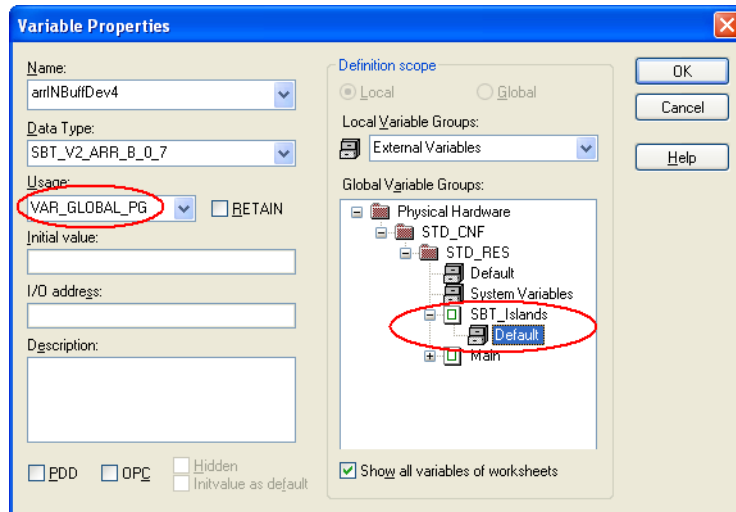 Variable Properties
Name:
arrINBuffDev4
Data Type:
SBT_V2_ARR_B_0_7
Usage:
VAR_GLOBAL_PG
RETAIN
Initial value:
I/O address:
Description:
PDD
OPC
Hidden
Initvalue as default
Definition scope
Local
Global
Local Variable Groups:
External Variables
Global Variable Groups:
Physical Hardware
STD_CNF
STD_RES
Default
System Variables
SBT_Islands
Default
Main
Show all variables of worksheets
OK
Cancel
Help